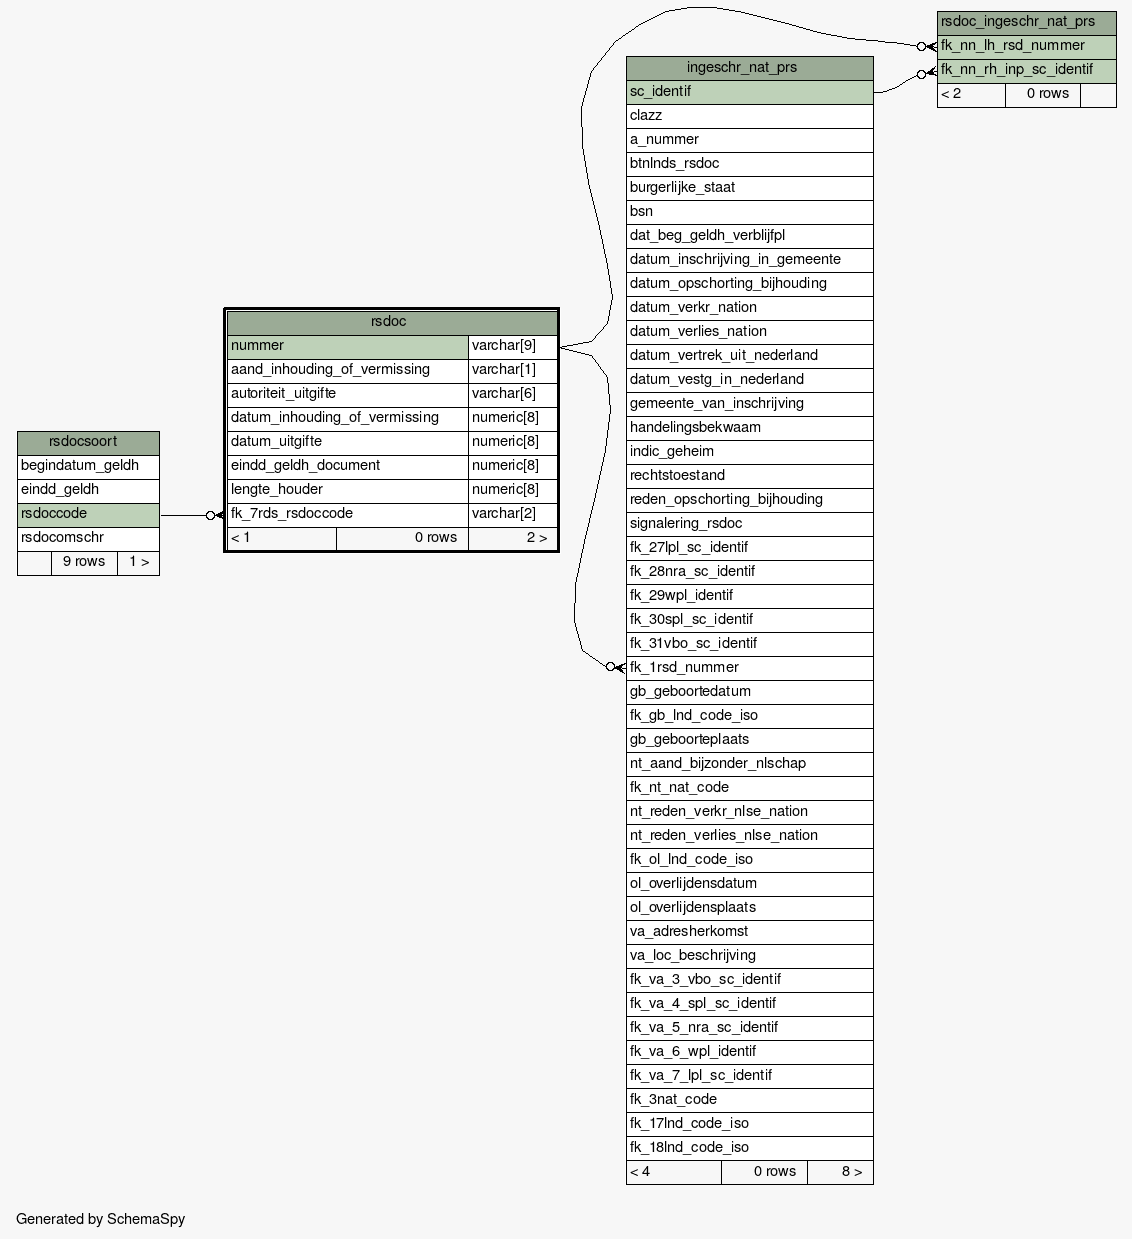 rsdocsoort
begindatum_geldh
eindd_geldh
rsdoccode
rsdocomschr
9 rows 1 >
rsdoc
nummer varchar[9]
aand_inhouding_of_vermissing varchar[1]
autoriteit_uitgifte varchar[6]
datum_inhouding_of_vermissing numeric[8]
datum_uitgifte numeric[8]
eindd_geldh_document numeric[8]
lengte_houder numeric[8]
fk_7rds_rsdoccode varchar[2]
< 1 0 rows 2 >
ingeschr_nat_prs
sc_identif
clazz
a_nummer
btnlnds_rsdoc
burgerlijke_staat
bsn
dat_beg_geldh_verblijfpl
datum_inschrijving_in_gemeente
datum_opschorting_bijhouding
datum_verkr_nation
datum_verlies_nation
datum_vertrek_uit_nederland
datum_vestg_in_nederland
gemeente_van_inschrijving
handelingsbekwaam
indic_geheim
rechtstoestand
reden_opschorting_bijhouding
signalering_rsdoc
fk_27lpl_sc_identif
fk_28nra_sc_identif
fk_29wpl_identif
fk_30spl_sc_identif
fk_31vbo_sc_identif
fk_1rsd_nummer
gb_geboortedatum
fk_gb_lnd_code_iso
gb_geboorteplaats
nt_aand_bijzonder_nlschap
fk_nt_nat_code
nt_reden_verkr_nlse_nation
nt_reden_verlies_nlse_nation
fk_ol_lnd_code_iso
ol_overlijdensdatum
ol_overlijdensplaats
va_adresherkomst
va_loc_beschrijving
fk_va_3_vbo_sc_identif
fk_va_4_spl_sc_identif
fk_va_5_nra_sc_identif
fk_va_6_wpl_identif
fk_va_7_lpl_sc_identif
fk_3nat_code
fk_17lnd_code_iso
fk_18lnd_code_iso
< 4 0 rows 8 >
rsdoc_ingeschr_nat_prs
fk_nn_lh_rsd_nummer
fk_nn_rh_inp_sc_identif
< 2 0 rows
Generated by SchemaSpy